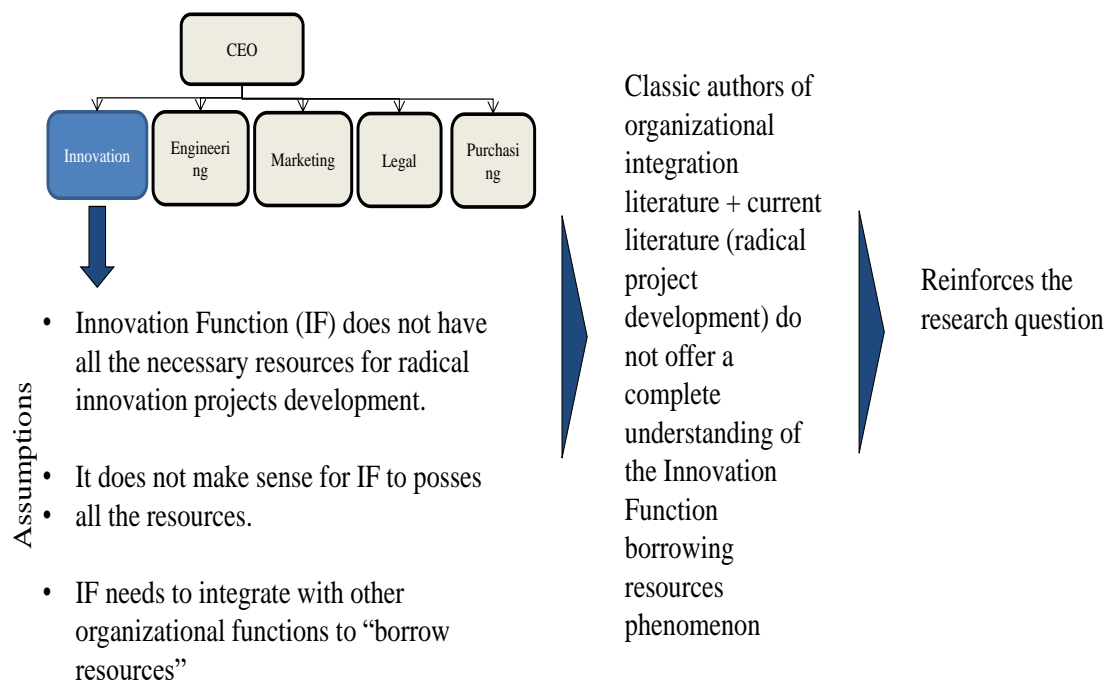 CEO
Innovation
Engineeri
ng
Marketing
Legal
Purchasi
ng
Assumptions
• Innovation Function (IF) does not have
all the necessary resources for radical
innovation projects development.
• It does not make sense for IF to posses
• all the resources.
• IF needs to integrate with other
organizational functions to “borrow
resources”
Classic authors of
organizational
integration
literature + current
literature (radical
project
development) do
not offer a
complete
understanding of
the Innovation
Function
borrowing
resources
phenomenon
Reinforces the
research question